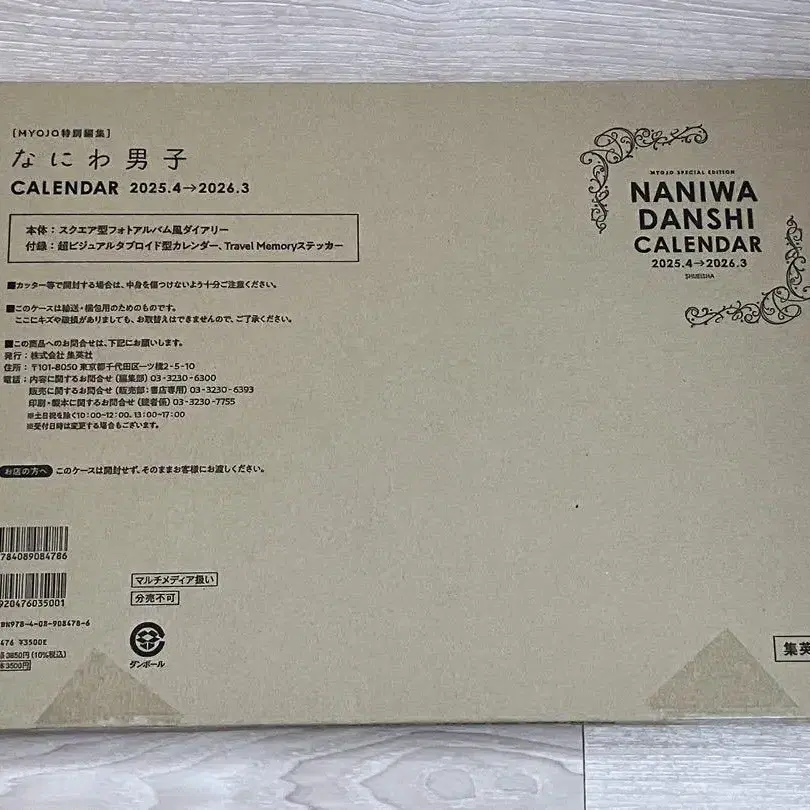 [MYOJO特別編集]
なにわ男子
CALENDAR 2025.4→2026.3
本体：スクエア型フォトアルバム風ダイアリー
付録：超ビジュアルタブロイド型カレンダー、Travel Memoryステッカー
■カッター等で開封する場合は、中身を傷つけないよう十分ご注意ください。
■このケースは輸送・梱包用のためのものです。
ここにキズや破損がありましても、お取替えはできませんので、ご了承ください。
■この商品へのお問合せは、下記にお願いします。
発行：株式会社 集英社
住所：〒101-8050 東京都千代田区一ツ橋2-5-10
電話：内容に関するお問合せ（編集部）03-3230-6300
販売に関するお問合せ（販売部：書店専用）03-3230-6393
印刷・製本に関するお問合せ（読者係）03-3230-7755
※土日祝を除く10:00～12:00、13:00～17:00
※受付日時は変更する場合もございます。
お店の方へ このケースは開封せず、そのままお客様にお渡しください。
784089084786
920476035001
BN978-4-08-908478-6
476 ¥3500E
3850円(10%税込)
3500円
マルチメディア扱い
分売不可
ダンボール
MYOJO SPECIAL EDITION
NANIWA
DANSHI
CALENDAR
2025.4→2026.3
SHUEISHA
集英